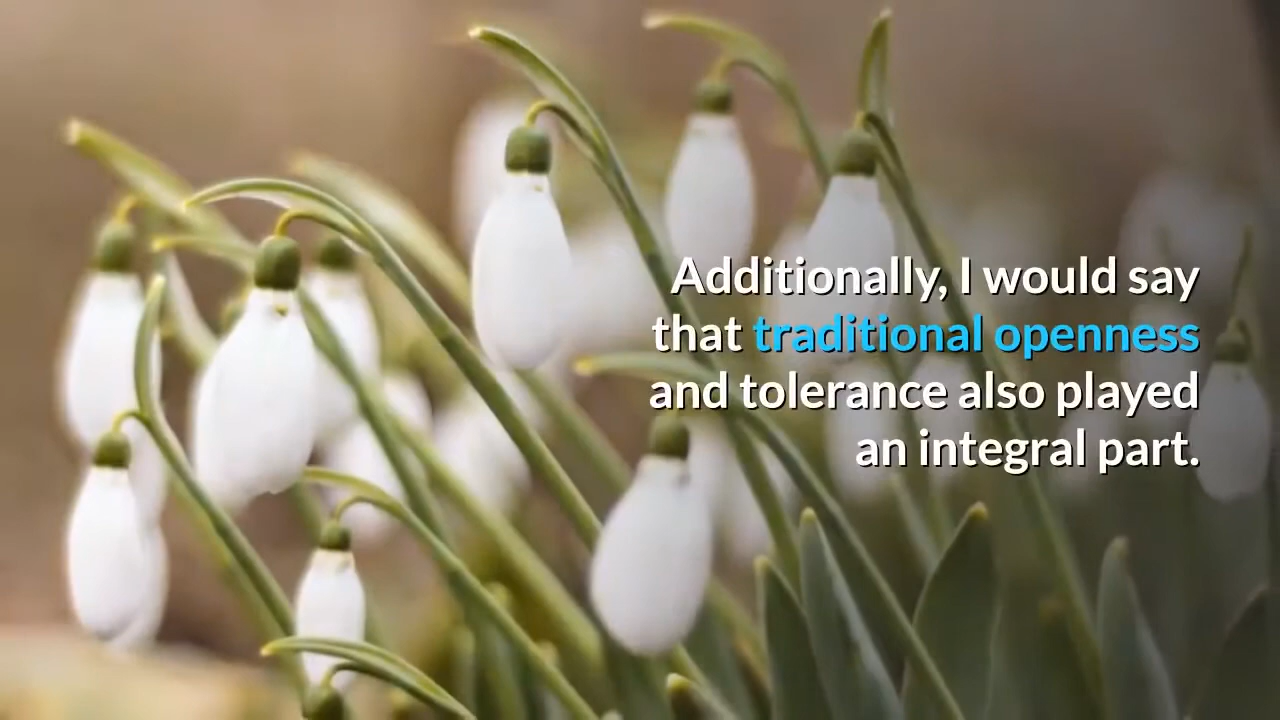 Additionally, I would say
that traditional openness
and tolerance also played
an integral part.